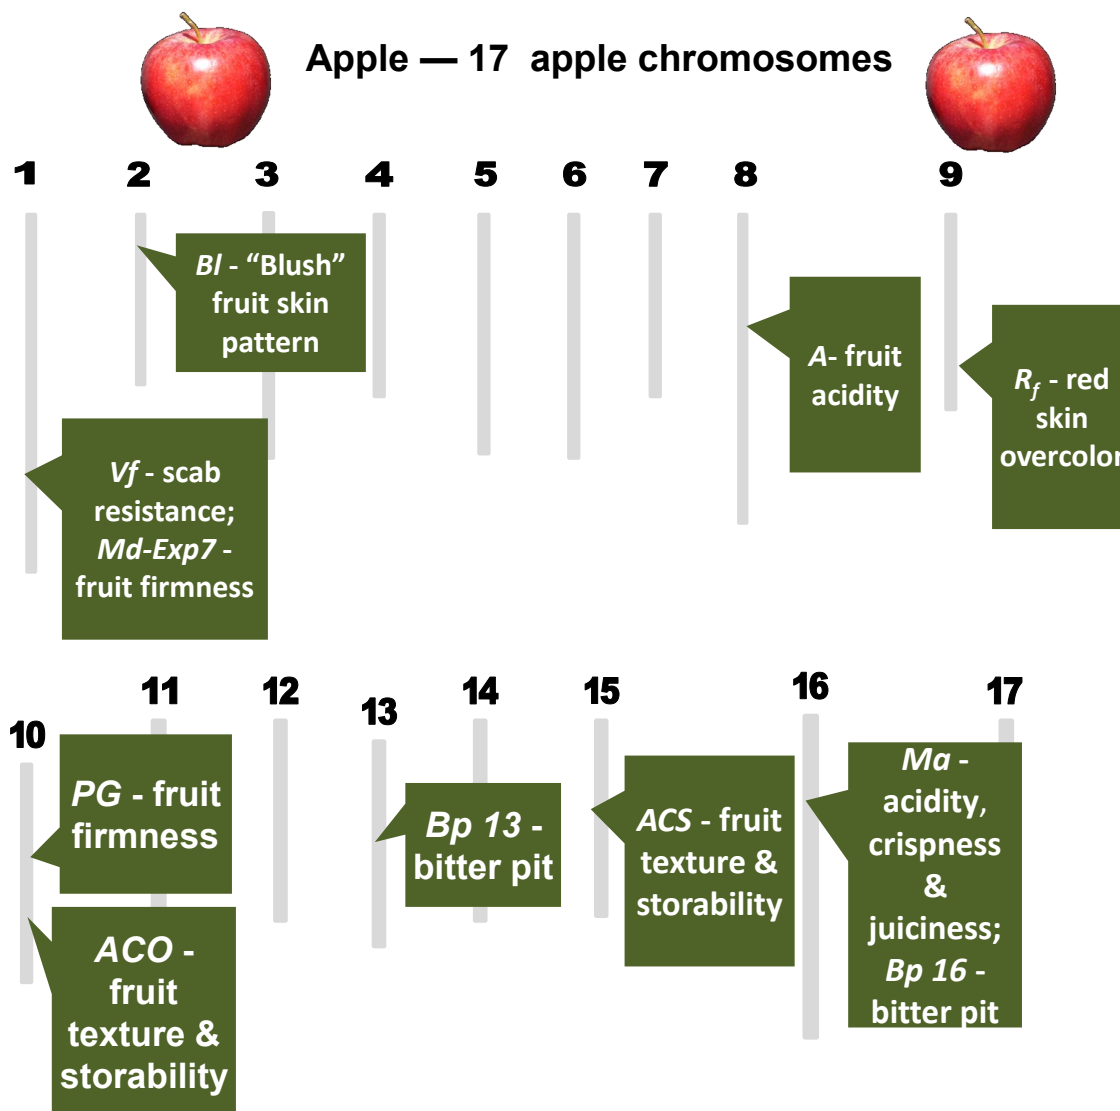 Apple — 17 apple chromosomes
1 2 3 4 5 6 7 8 9
Bl - “Blush”
fruit skin
pattern
A- fruit
acidity
Rf - red
skin
overcolor
Vf - scab
resistance;
Md-Exp7 -
fruit firmness
10 11 12 13 14 15 16 17
PG - fruit
firmness
ACO -
fruit
texture &
storability
Bp 13 -
bitter pit
ACS - fruit
texture &
storability
Ma -
acidity,
crispness
&
juiciness;
Bp 16 -
bitter pit